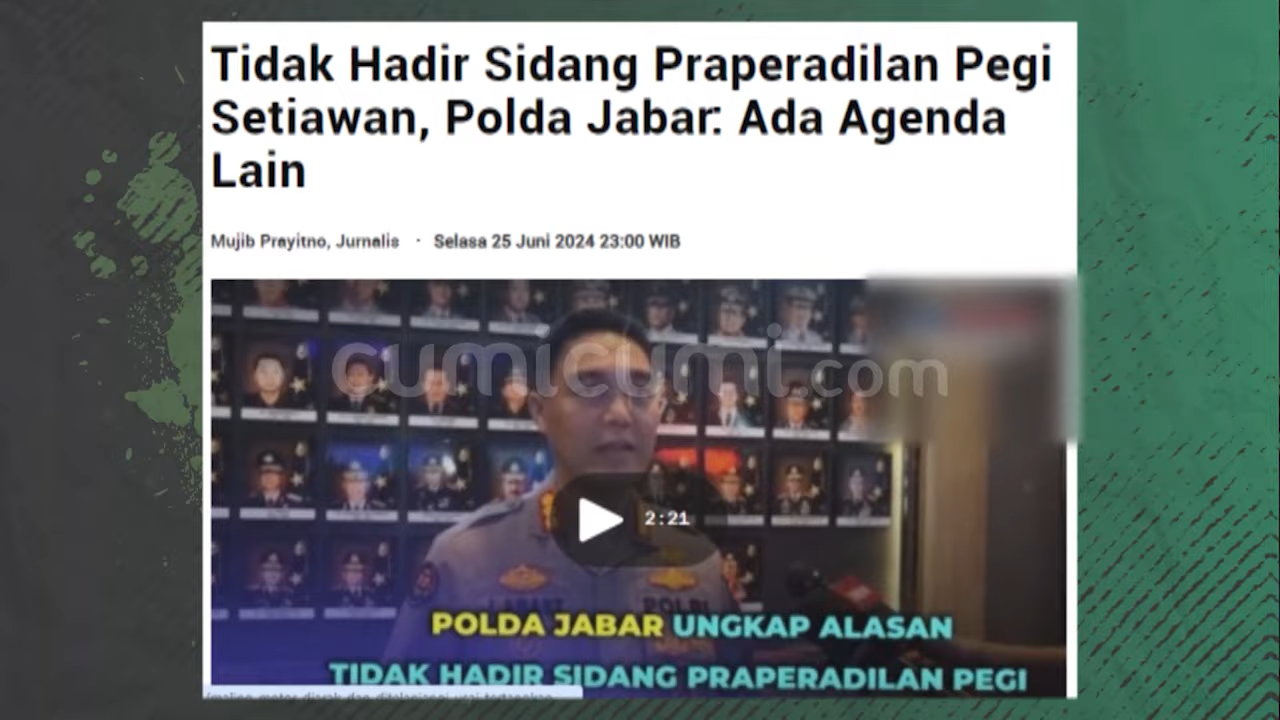 Tidak Hadir Sidang Praperadilan Pegi
Setiawan, Polda Jabar: Ada Agenda
Lain
Mujib Prayitno, Jurnalis · Selasa 25 Juni 2024 23:00 WIB
cumicumi.com
2:21
POLRI
POLDA JABAR UNGKAP ALASAN
TIDAK HADIR SIDANG PRAPERADILAN PEGI